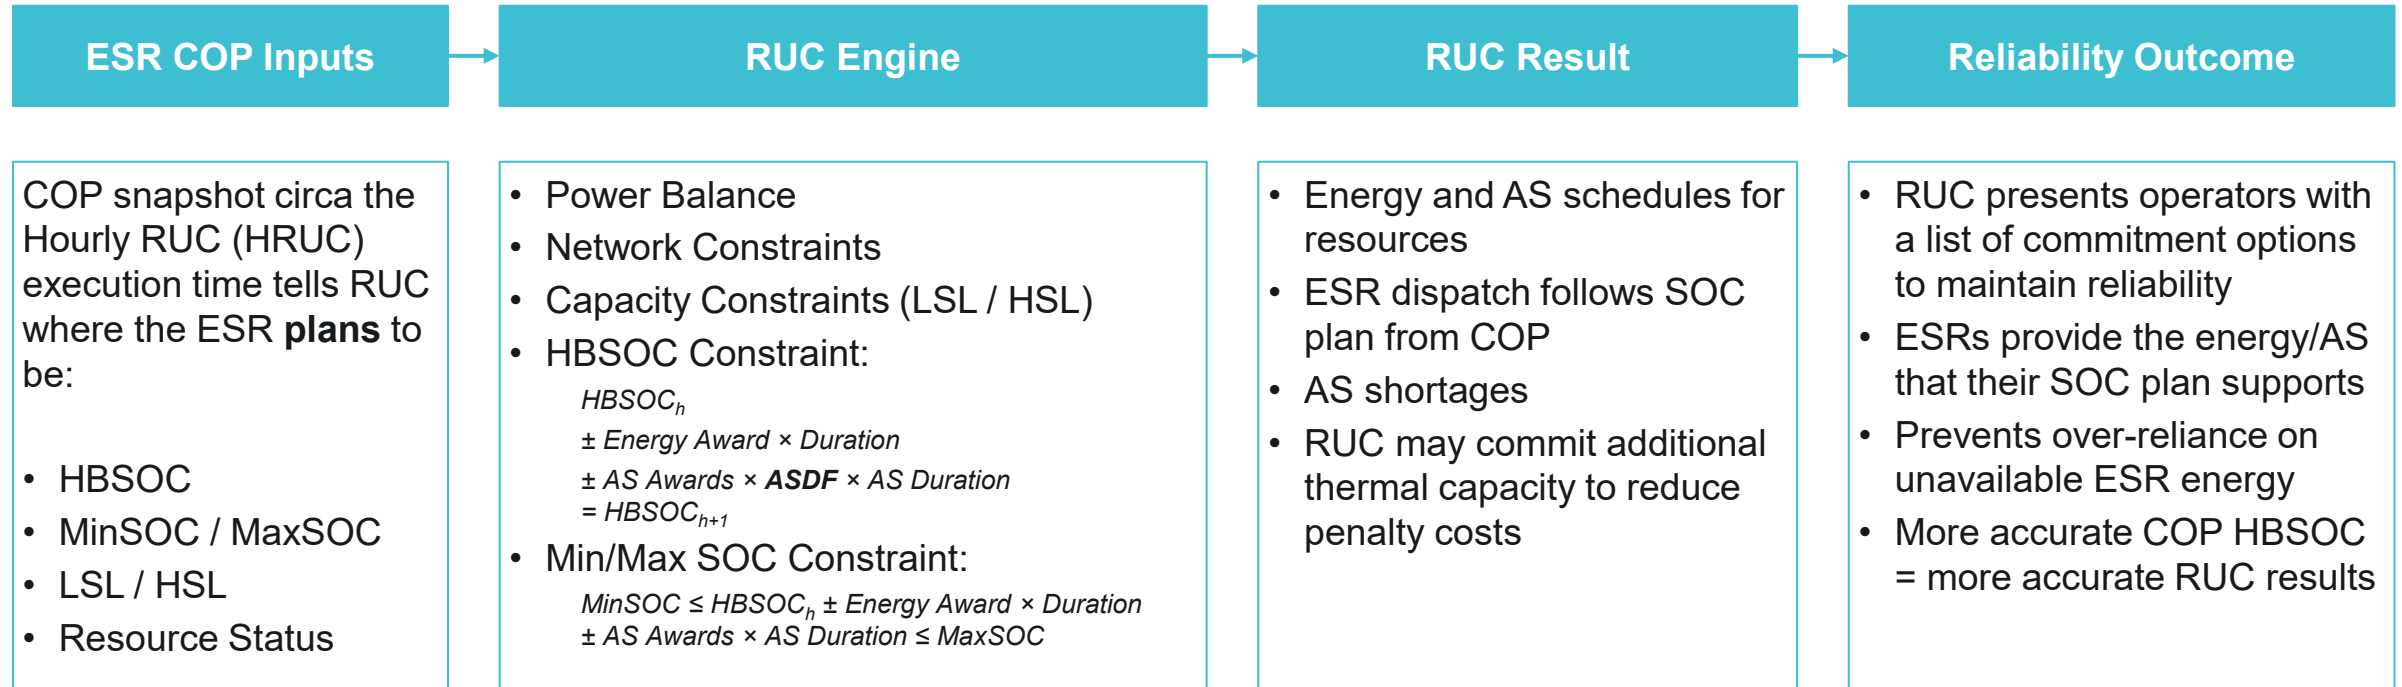 ESR COP Inputs
RUC Engine
RUC Result
Reliability Outcome
COP snapshot circa the
Hourly RUC (HRUC)
execution time tells RUC
where the ESR plans to
be:
• HBSOC
• MinSOC / MaxSOC
• LSL / HSL
• Resource Status
• Power Balance
• Network Constraints
• Capacity Constraints (LSL / HSL)
• HBSOC Constraint:
HBSOCh
± Energy Award × Duration
± AS Awards × ASDF × AS Duration
= HBSOCh+1
• Min/Max SOC Constraint:
MinSOC ≤ HBSOCh ± Energy Award × Duration
± AS Awards × AS Duration ≤ MaxSOC
• Energy and AS schedules for
resources
• ESR dispatch follows SOC
plan from COP
• AS shortages
• RUC may commit additional
thermal capacity to reduce
penalty costs
• RUC presents operators with
a list of commitment options
to maintain reliability
• ESRs provide the energy/AS
that their SOC plan supports
• Prevents over-reliance on
unavailable ESR energy
• More accurate COP HBSOC
= more accurate RUC results